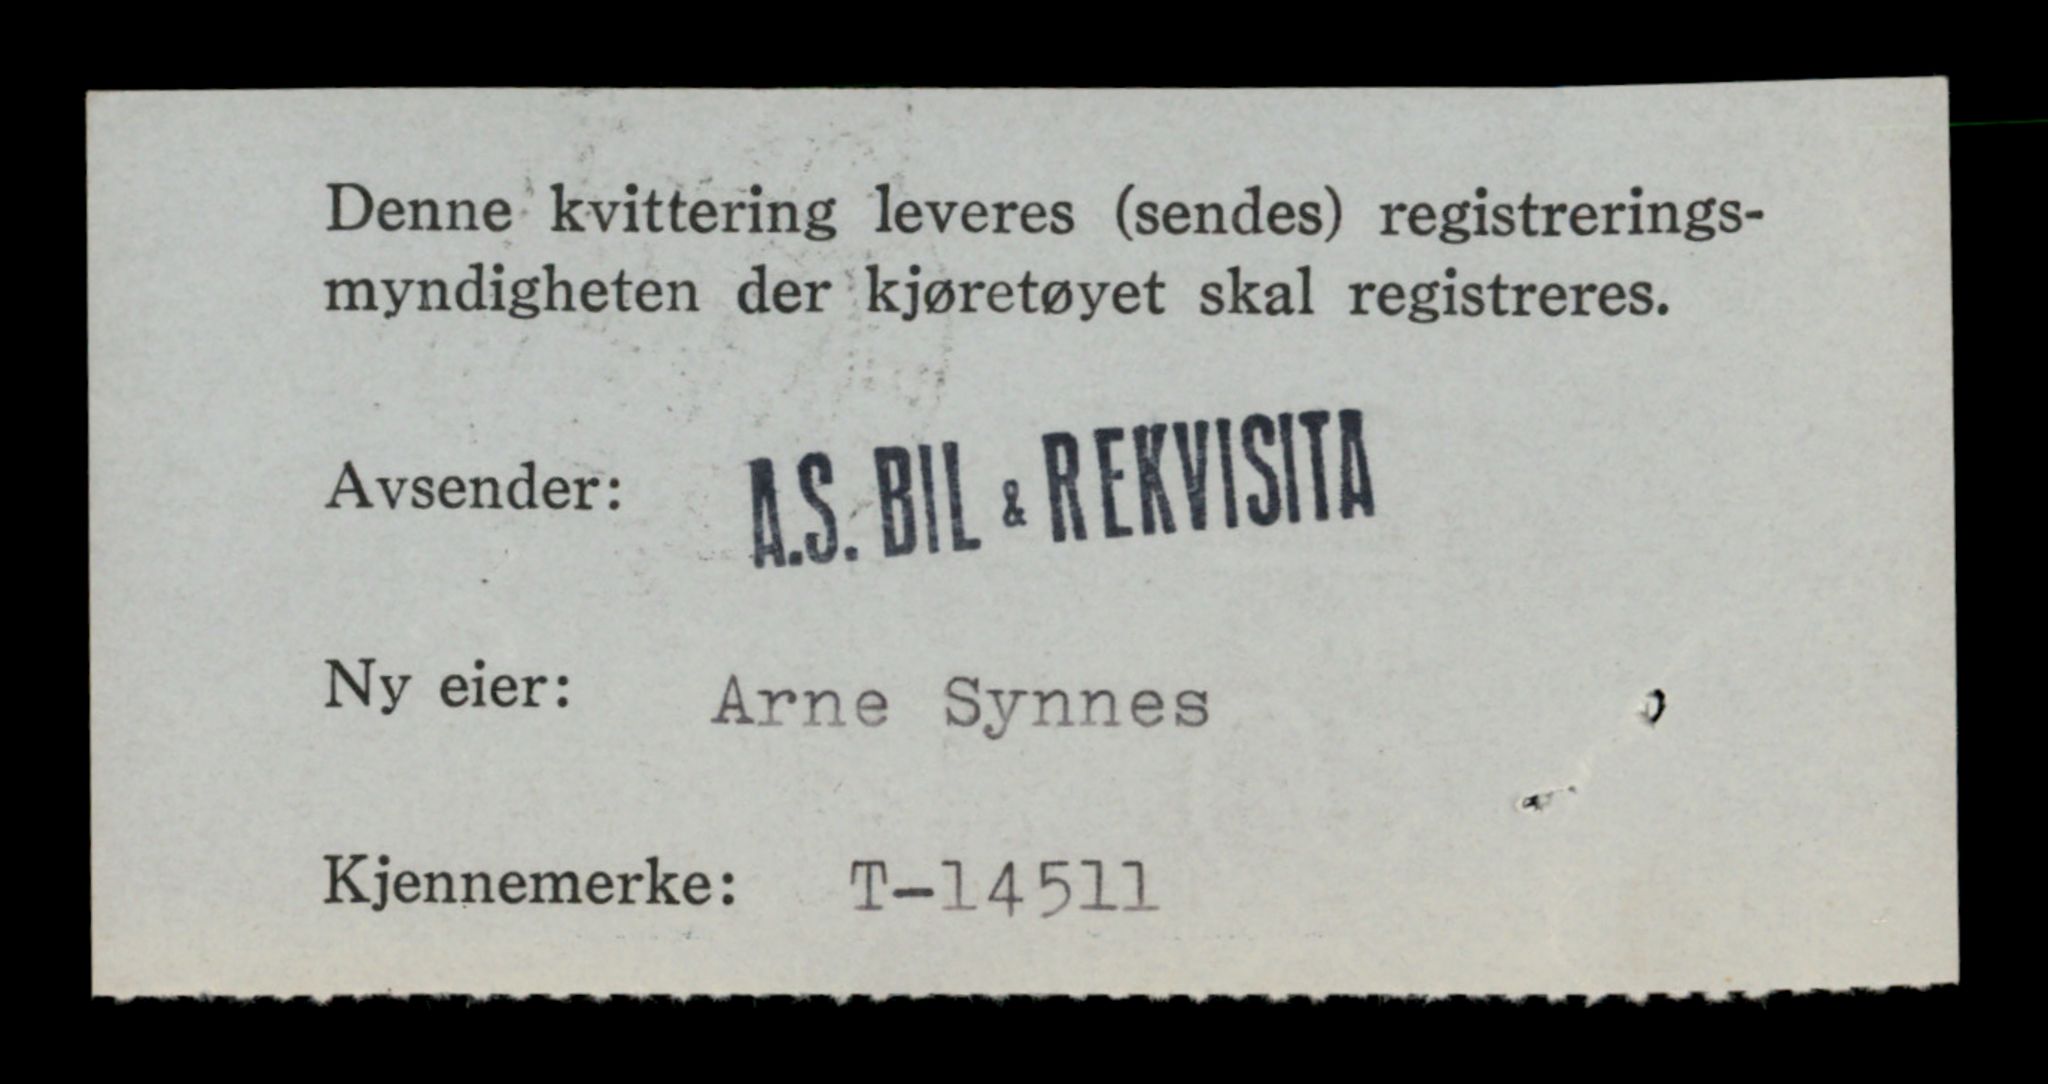 Denne kvittering leveres (sendes) registrerings-
myndigheten der kjøretøyet skal registreres.
Avsender: A.S. BIL & REKVISITA
Ny eier: Arne Synnes
Kjennemerke: T-14511